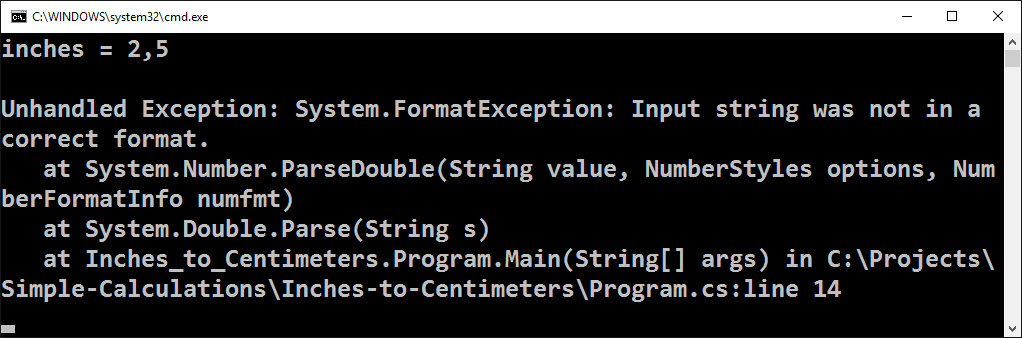 C:\WINDOWS\system32\cmd.exe
inches = 2,5
Unhandled Exception: System.FormatException: Input string was not in a
correct format.
   at System.Number.ParseDouble(String value, NumberStyles options, Num
berFormatInfo numfmt)
   at System.Double.Parse(String s)
   at Inches_to_Centimeters.Program.Main(String[] args) in C:\Projects\
Simple-Calculations\Inches-to-Centimeters\Program.cs:line 14